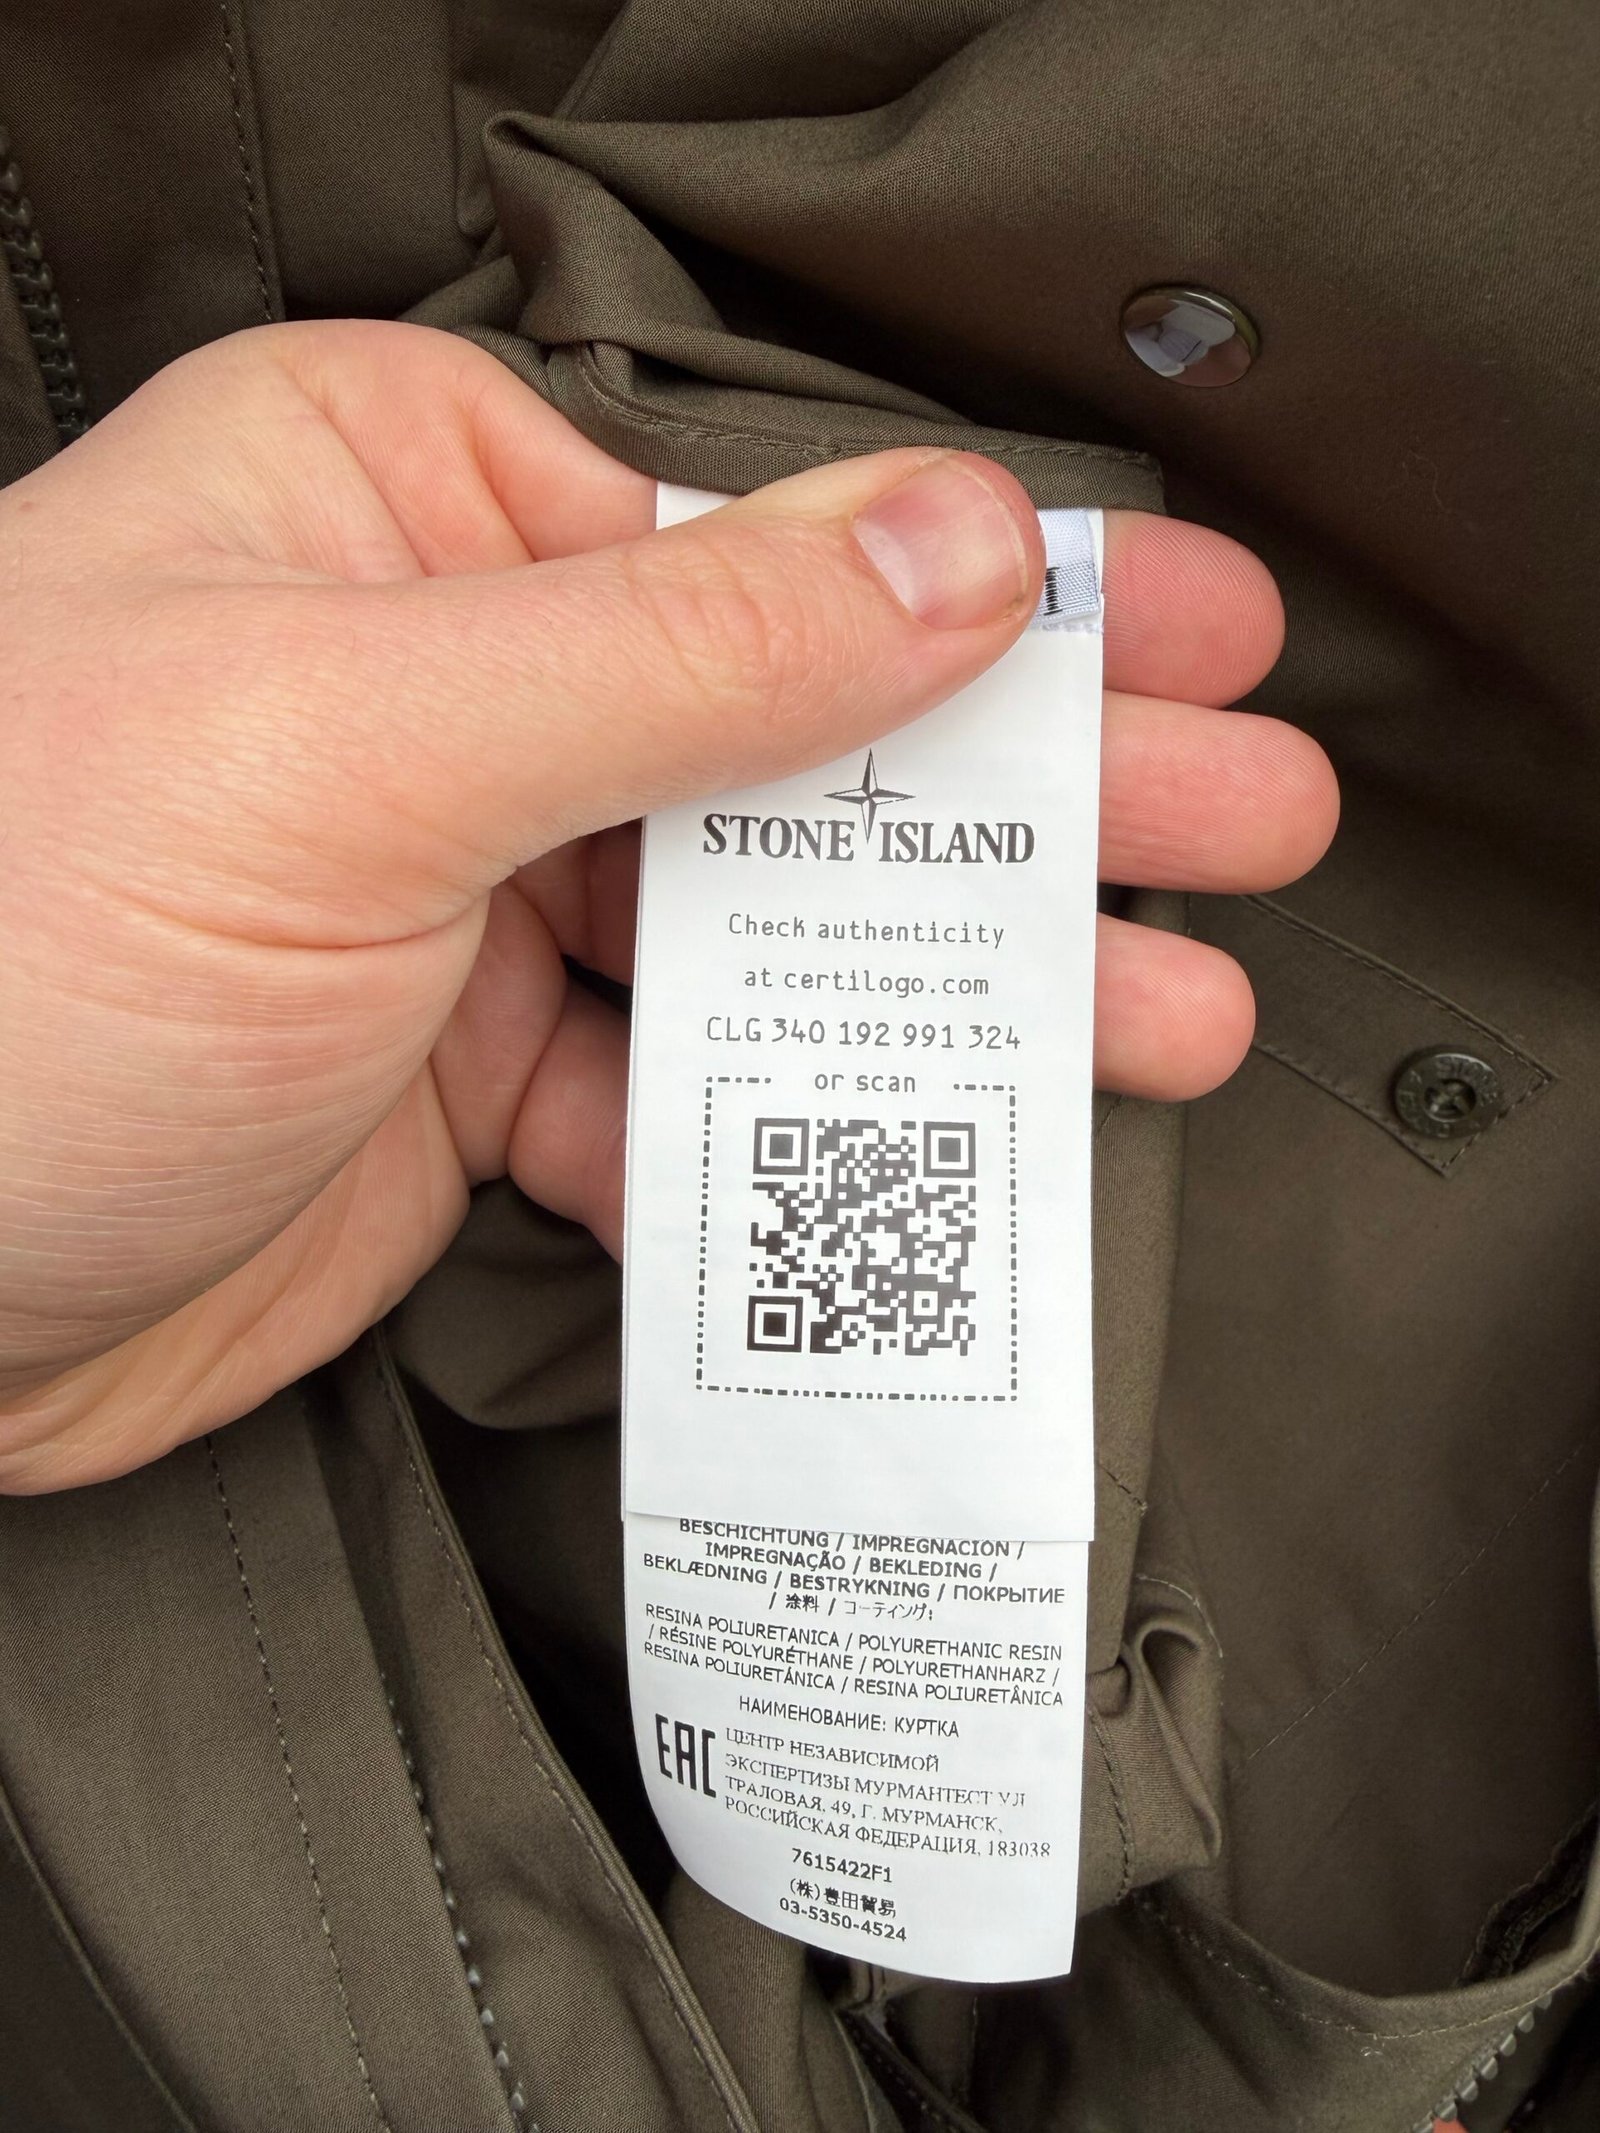 STONE ISLAND
Check authenticity
at certilogo.com
CLG 340 192 991 324
or scan
BESCHICHTUNG / IMPREGNACIÓN /
IMPREGNAÇÃO / BEKLEDING /
BEKLÆDNING / BESTRYKNING / ПОКРЫТИЕ
/ 涂料 / コーティング:
RESINA POLIURETANICA / POLYURETHANIC RESIN
/ RÉSINE POLYURÉTHANE / POLYURETHANHARZ /
RESINA POLIURETÁNICA / RESINA POLIURETÂNICA
НАИМЕНОВАНИЕ: КУРТКА
EAC
ЦЕНТР НЕЗАВИСИМОЙ
ЭКСПЕРТИЗЫ МУРМАНТЕСТ УЛ
ТРАЛОВАЯ, 49, Г. МУРМАНСК,
РОССИЙСКАЯ ФЕДЕРАЦИЯ, 183038
7615422F1
(株)豊田貿易
03-5350-4524